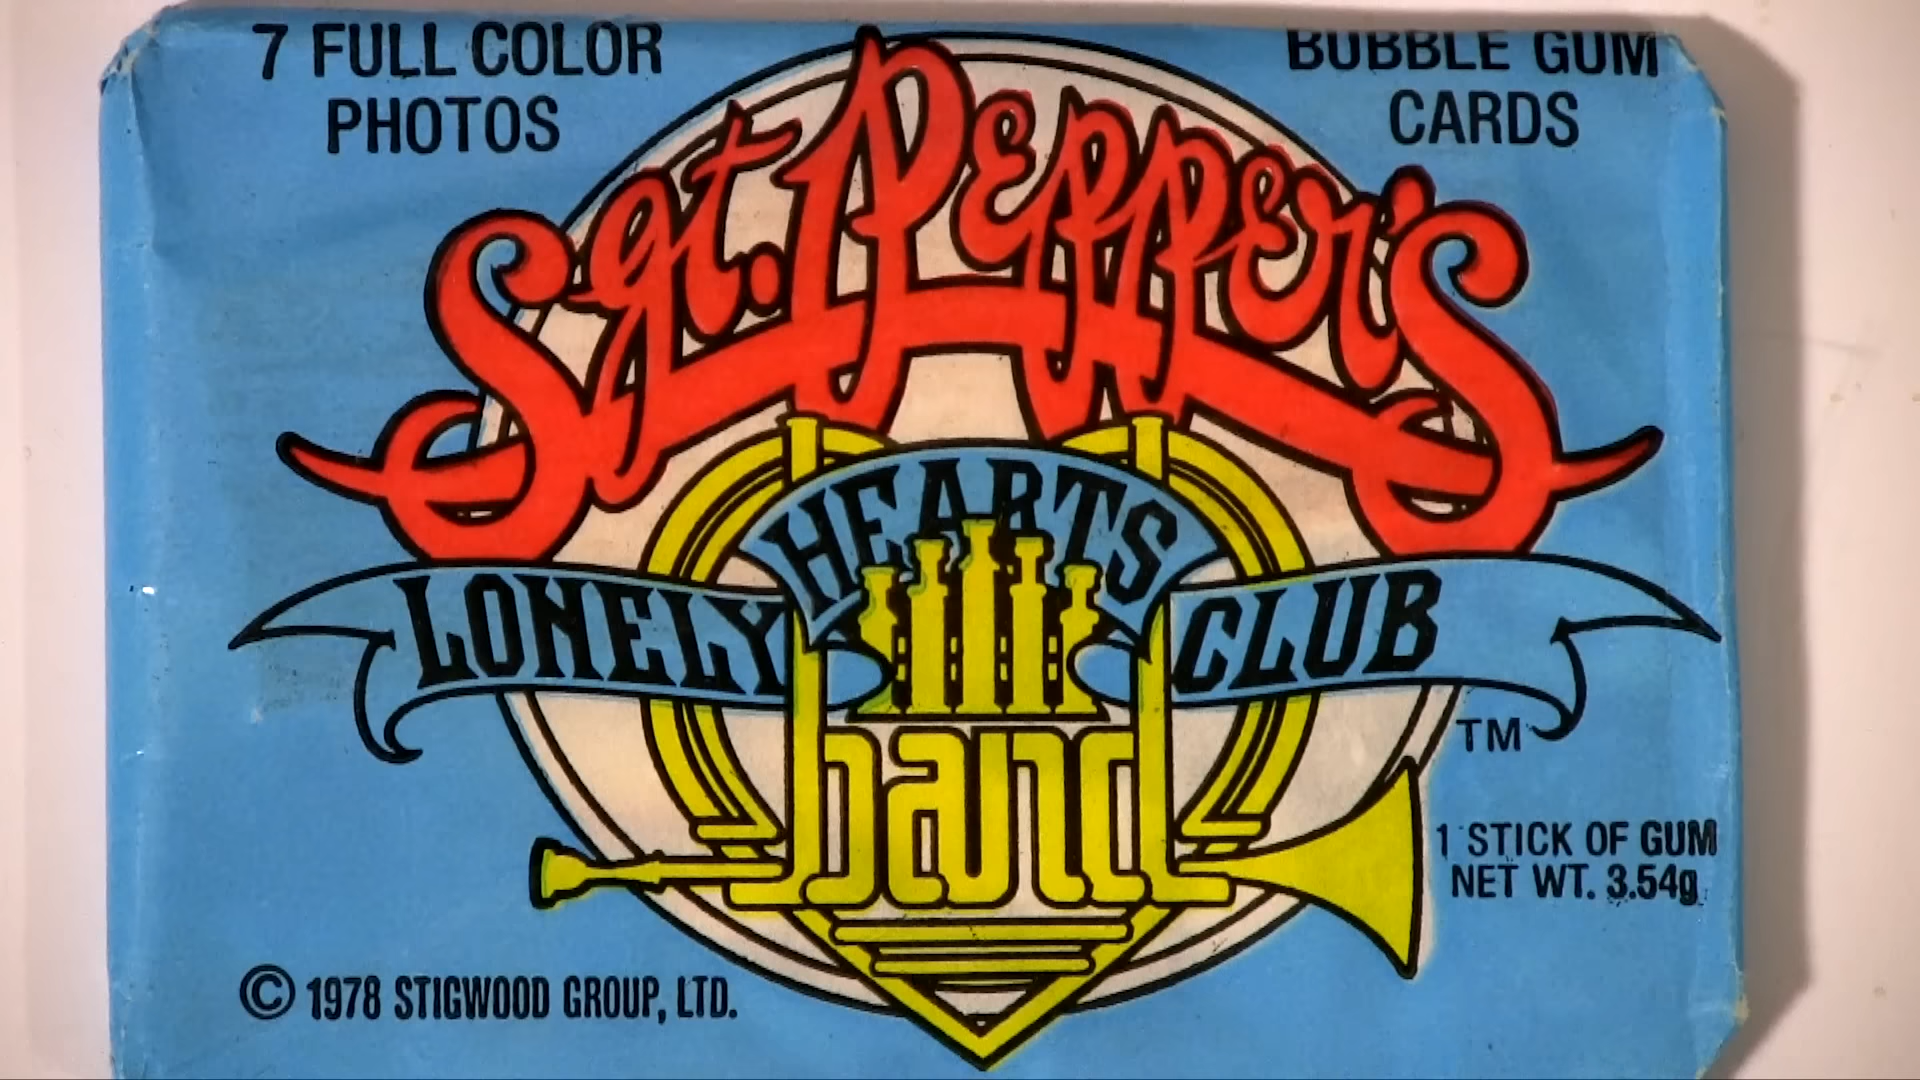 7 FULL COLOR
PHOTOS
BUBBLE GUM
CARDS
Sgt. PEPPER'S
LONELY HEARTS CLUB
band
TM
1 STICK OF GUM
NET WT. 3.54g
© 1978 STIGWOOD GROUP, LTD.